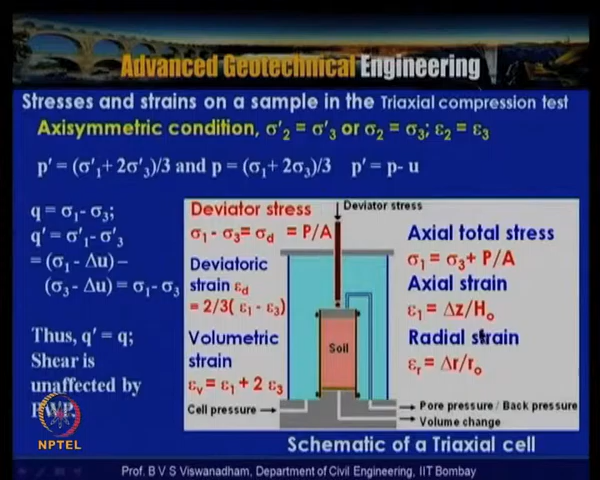 Advanced Geotechnical Engineering
Stresses and strains on a sample in the Triaxial compression test
Axisymmetric condition, σ′₂ = σ′₃ or σ₂ = σ₃; ε₂ = ε₃
p′ = (σ′₁+ 2σ′₃)/3 and p = (σ₁+ 2σ₃)/3 p′ = p- u
q = σ₁- σ₃;
q′ = σ′₁- σ′₃
= (σ₁ - Δu) –
(σ₃ - Δu) = σ₁- σ₃
Thus, q′ = q;
Shear is
unaffected by
PWP.
Deviator stress
σ₁ - σ₃= σd = P/A
Deviatoric
strain εd
= 2/3( ε₁ - ε₃)
Volumetric
strain
εv = ε₁ + 2 ε₃
Cell pressure
Deviator stress
Soil
Axial total stress
σ₁ = σ₃+ P/A
Axial strain
ε₁ = Δz/Ho
Radial strain
εr = Δr/ro
Pore pressure / Back pressure
Volume change
Schematic of a Triaxial cell
NPTEL
Prof. B V S Viswanadham, Department of Civil Engineering, IIT Bombay